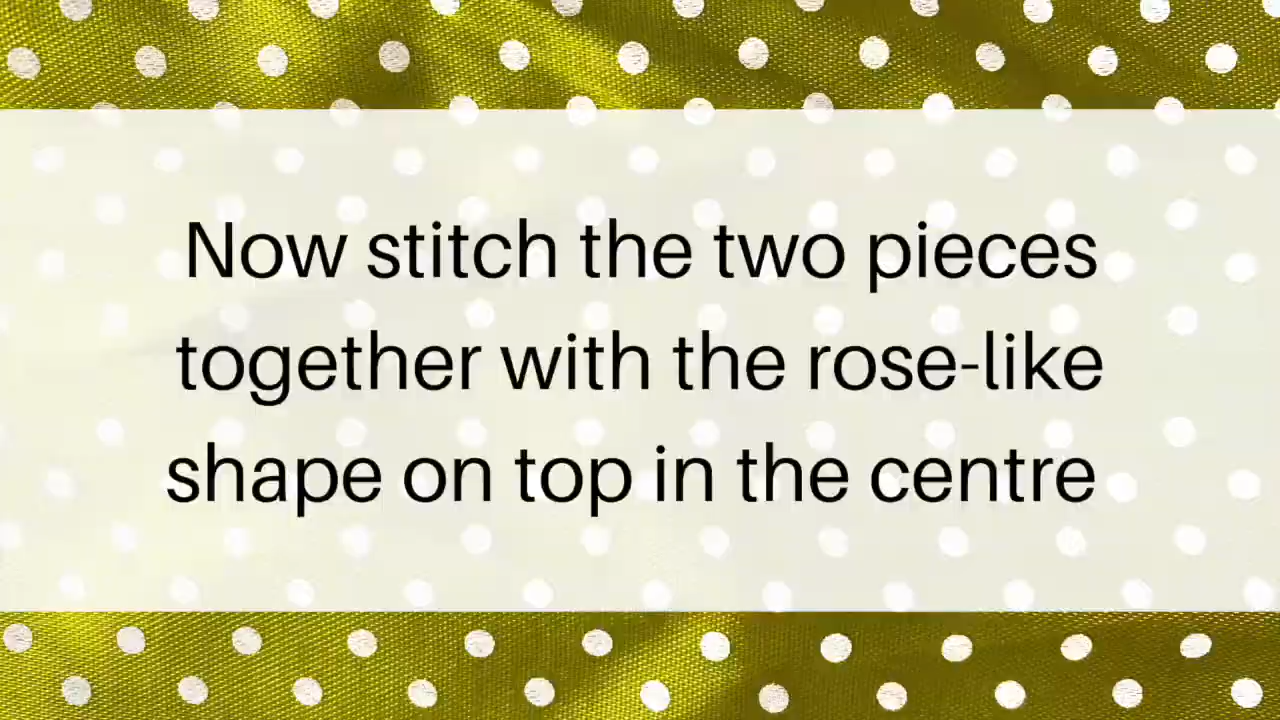 Now stitch the two pieces
together with the rose-like
shape on top in the centre